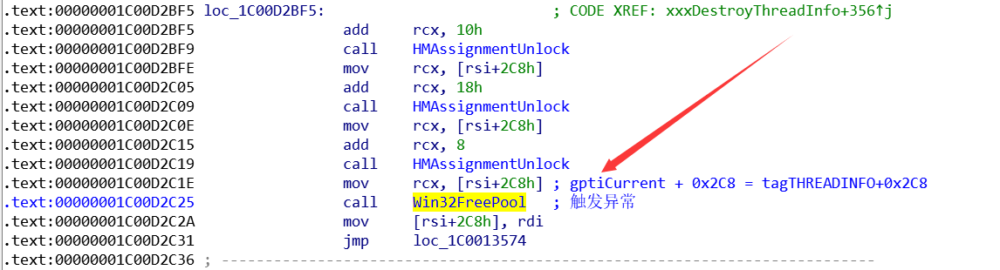 .text:00000001C00D2BF5 loc_1C00D2BF5: ; CODE XREF: xxxDestroyThreadInfo+356↑j
.text:00000001C00D2BF5 add rcx, 10h
.text:00000001C00D2BF9 call HMAssignmentUnlock
.text:00000001C00D2BFE mov rcx, [rsi+2C8h]
.text:00000001C00D2C05 add rcx, 18h
.text:00000001C00D2C09 call HMAssignmentUnlock
.text:00000001C00D2C0E mov rcx, [rsi+2C8h]
.text:00000001C00D2C15 add rcx, 8
.text:00000001C00D2C19 call HMAssignmentUnlock
.text:00000001C00D2C1E mov rcx, [rsi+2C8h] ; gptiCurrent + 0x2C8 = tagTHREADINFO+0x2C8
.text:00000001C00D2C25 call Win32FreePool ; 触发异常
.text:00000001C00D2C2A mov [rsi+2C8h], rdi
.text:00000001C00D2C31 jmp loc_1C0013574
.text:00000001C00D2C36 ; ---------------------------------------------------------------------------